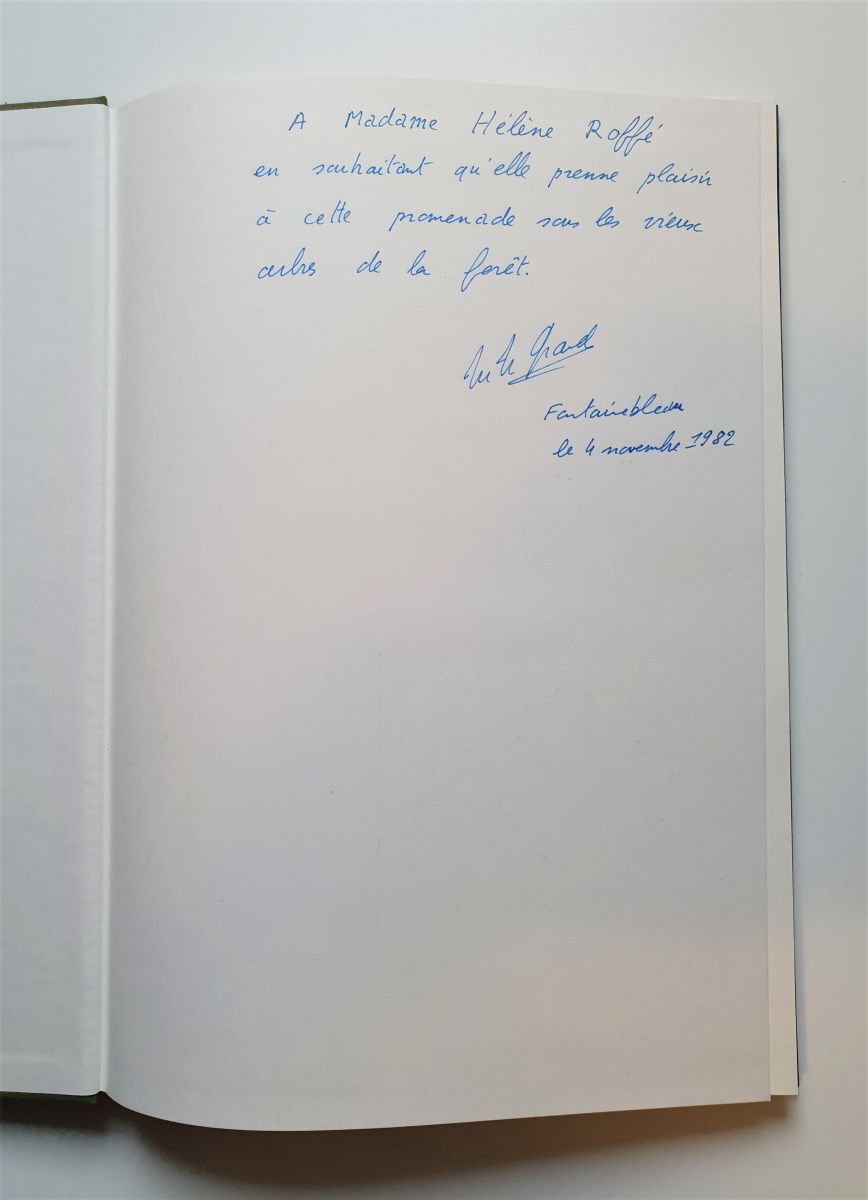 A Madame Hélène Roffé
en souhaitant qu'elle prenne plaisir
à cette promenade sous les vieux
arbres de la forêt.
Fontainebleau
le 4 novembre 1982